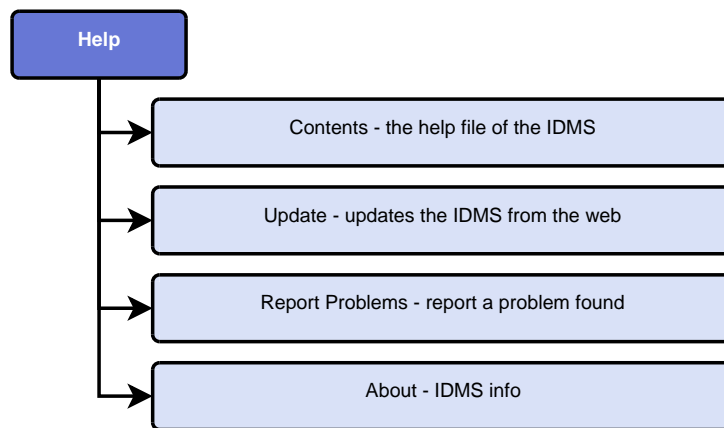 Help
Contents - the help file of the IDMS
Update - updates the IDMS from the web
Report Problems - report a problem found
About - IDMS info